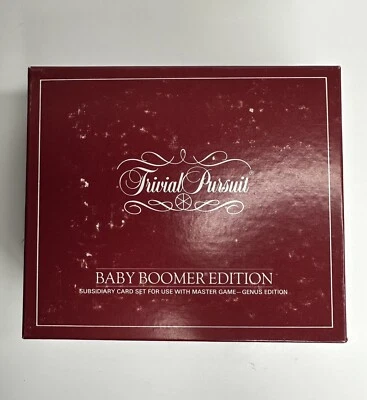 Trivial Pursuit
BABY BOOMER EDITION
SUBSIDIARY CARD SET FOR USE WITH MASTER GAME—GENUS EDITION